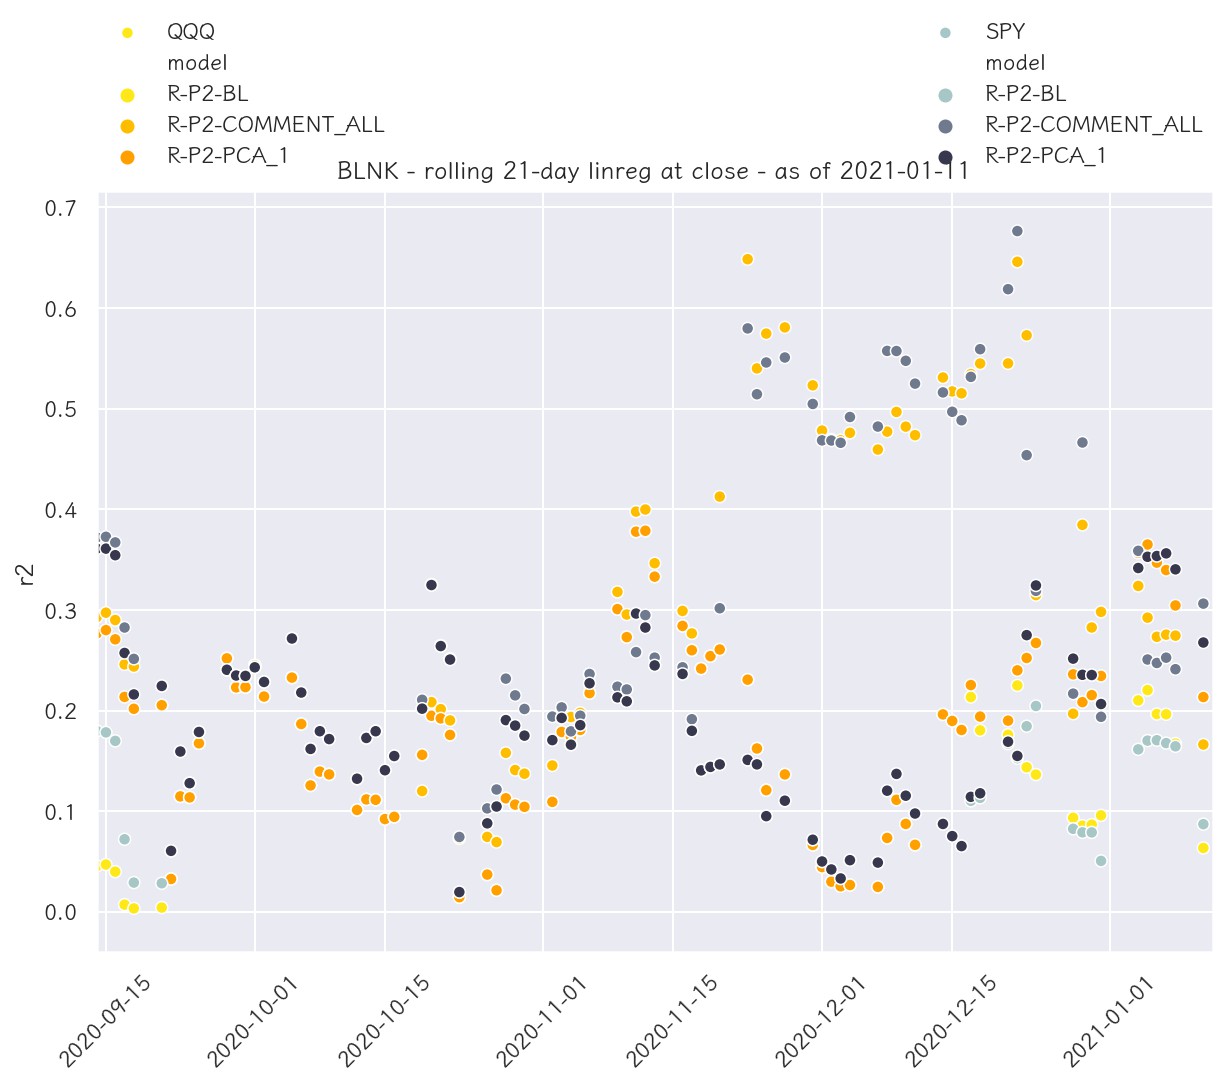 QQQ
model
R-P2-BL
R-P2-COMMENT_ALL
R-P2-PCA_1
SPY
model
R-P2-BL
R-P2-COMMENT_ALL
R-P2-PCA_1
BLNK - rolling 21-day linreg at close - as of 2021-01-11
r2
0.7
0.6
0.5
0.4
0.3
0.2
0.1
0.0
2020-09-15
2020-10-01
2020-10-15
2020-11-01
2020-11-15
2020-12-01
2020-12-15
2021-01-01